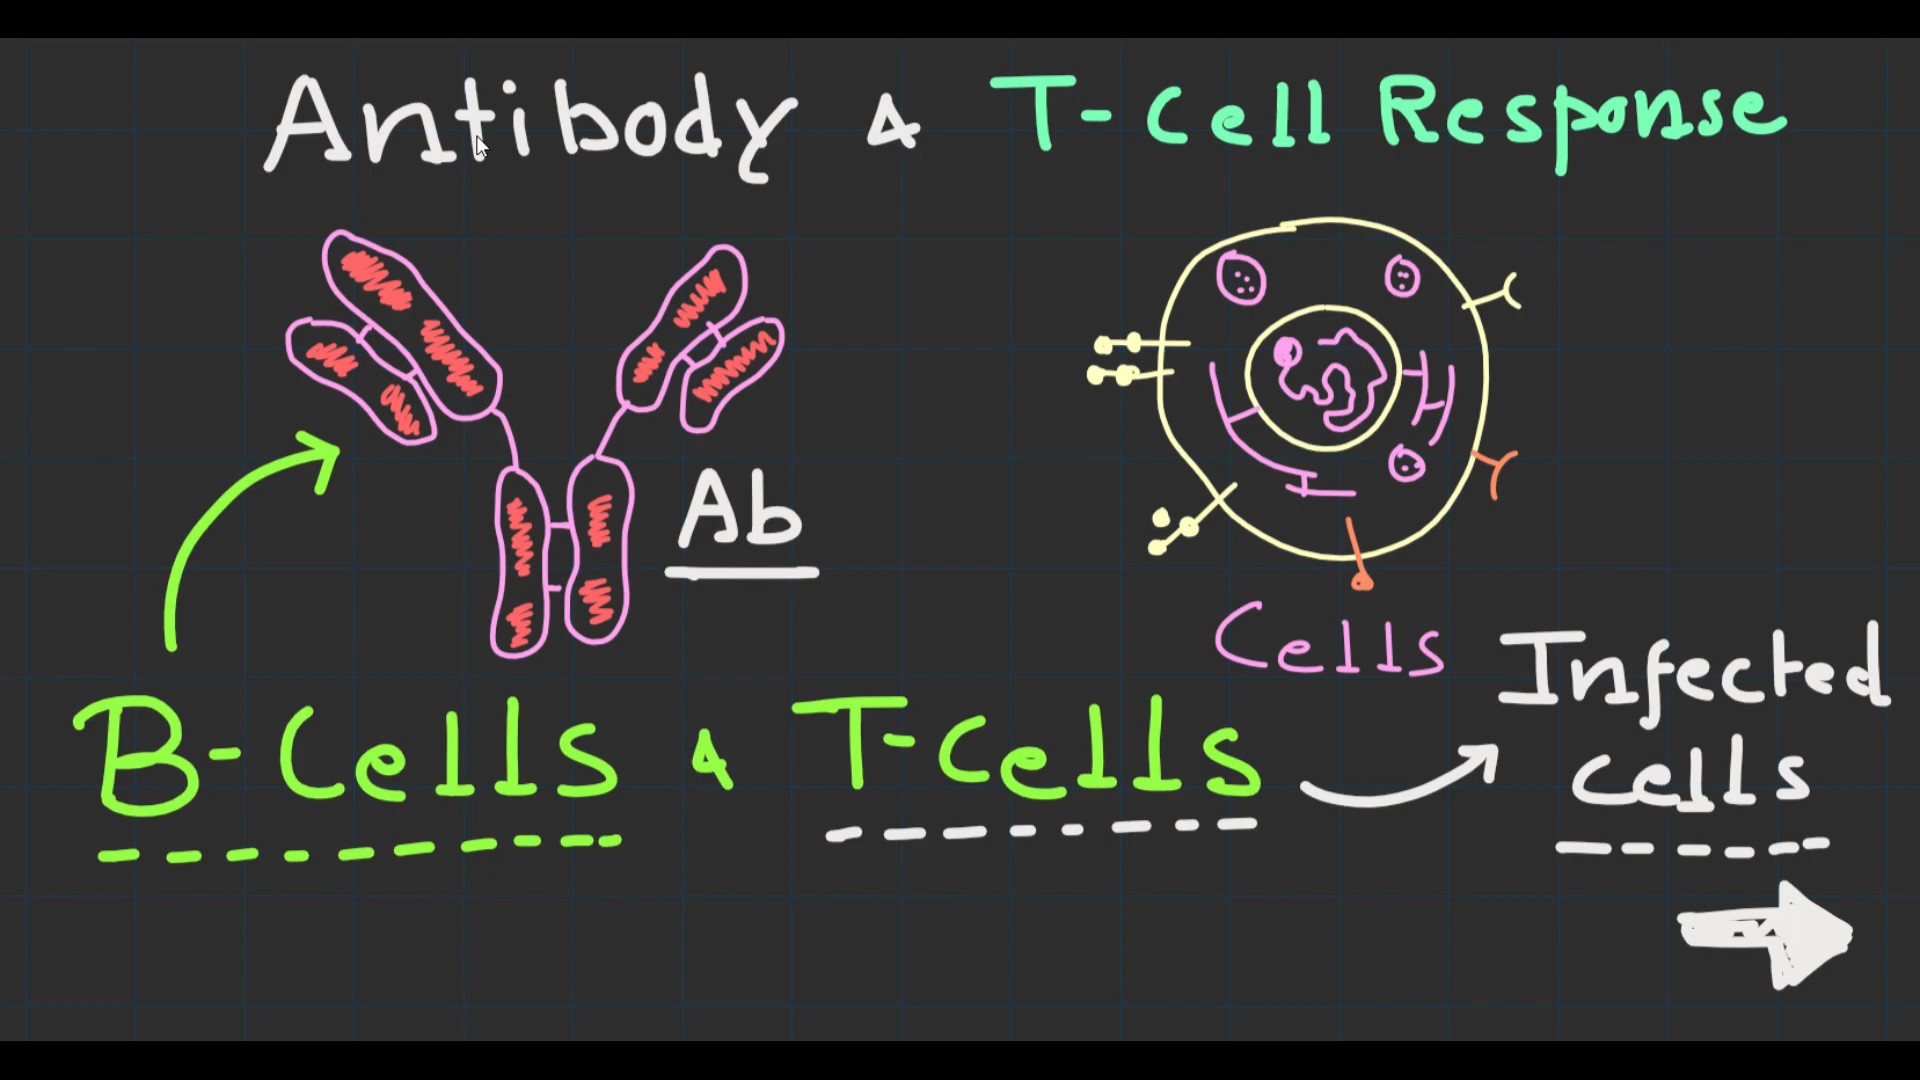 Antibody & T-Cell Response
Ab
Cells
B-Cells & T-Cells
Infected
cells